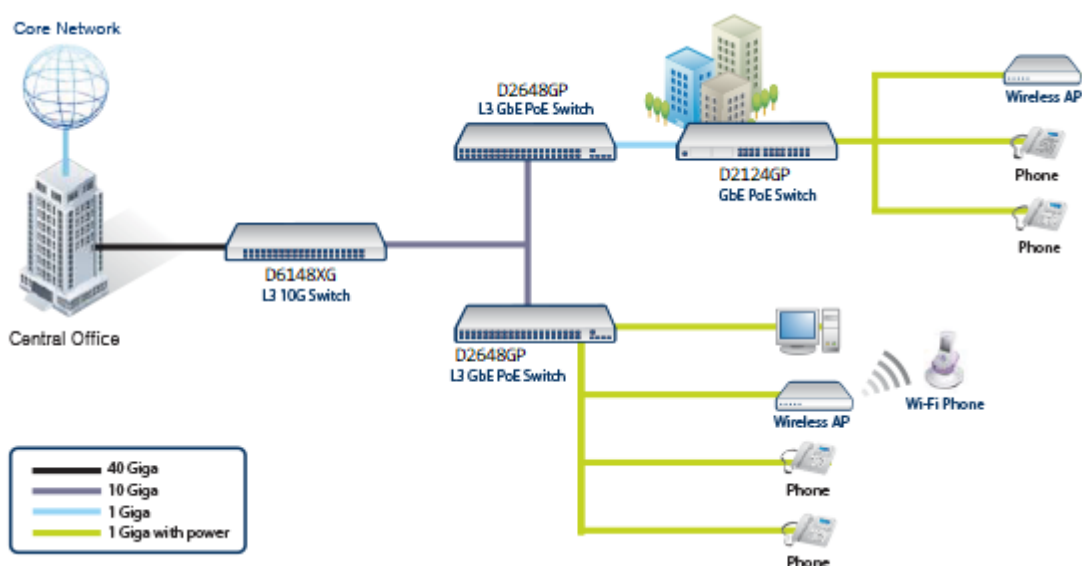 Core Network
D2648GP
L3 GbE PoE Switch
Wireless AP
D2124GP
GbE PoE Switch
Phone
Phone
D6148XG
L3 10G Switch
Central Office
D2648GP
L3 GbE PoE Switch
Wireless AP
Wi-Fi Phone
Phone
Phone
40 Giga
10 Giga
1 Giga
1 Giga with power